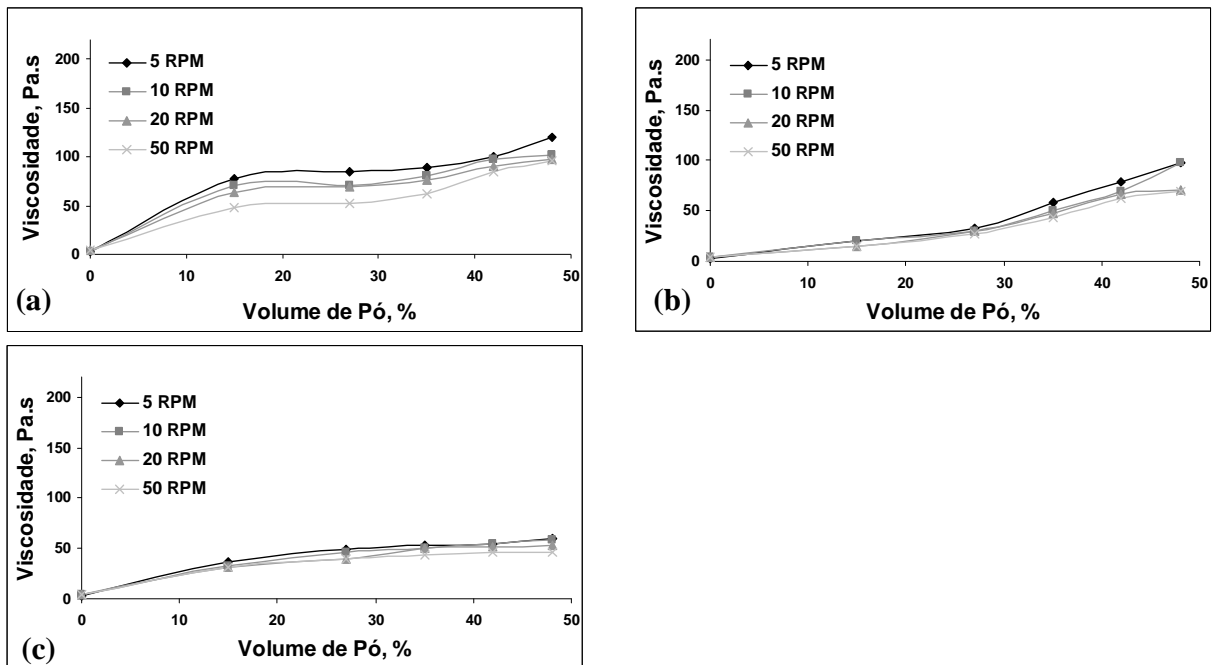 Viscosidade, Pa.s
200
150
100
50
0
5 RPM
10 RPM
20 RPM
50 RPM
0 10 20 30 40 50
Volume de Pó, %
(a)
Viscosidade, Pa.s
200
150
100
50
0
5 RPM
10 RPM
20 RPM
50 RPM
0 10 20 30 40 50
Volume de Pó, %
(b)
Viscosidade, Pa.s
200
150
100
50
0
5 RPM
10 RPM
20 RPM
50 RPM
0 10 20 30 40 50
Volume de Pó, %
(c)